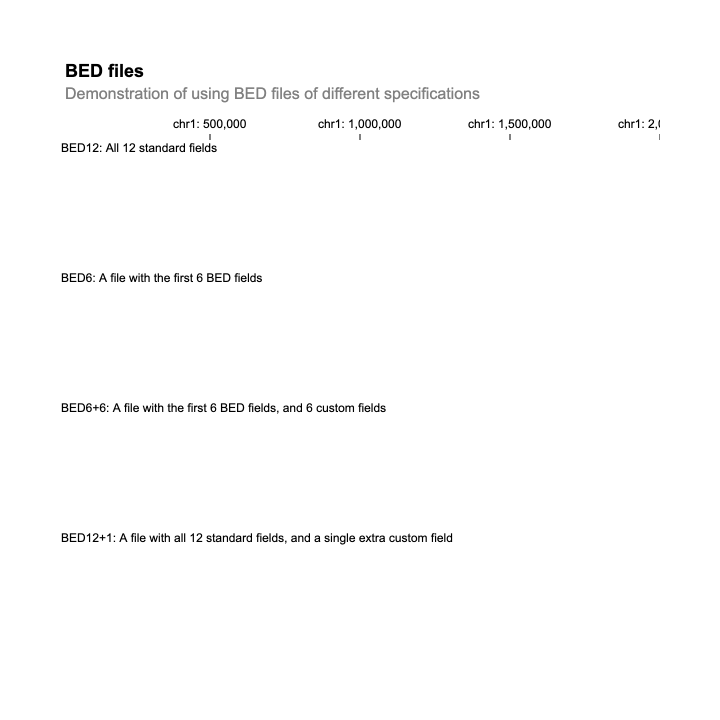 BED files
Demonstration of using BED files of different specifications
chr1: 500,000 chr1: 1,000,000 chr1: 1,500,000 chr1: 2,0
BED12: All 12 standard fields
BED6: A file with the first 6 BED fields
BED6+6: A file with the first 6 BED fields, and 6 custom fields
BED12+1: A file with all 12 standard fields, and a single extra custom field